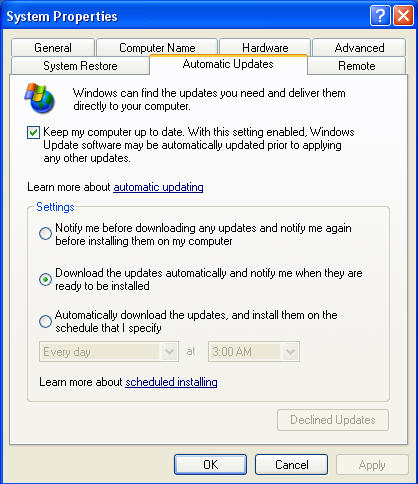 System Properties
General
Computer Name
Hardware
Advanced
System Restore
Automatic Updates
Remote
Windows can find the updates you need and deliver them
directly to your computer.
Keep my computer up to date. With this setting enabled, Windows
Update software may be automatically updated prior to applying
any other updates.
Learn more about automatic updating
Settings
Notify me before downloading any updates and notify me again
before installing them on my computer
Download the updates automatically and notify me when they are
ready to be installed
Automatically download the updates, and install them on the
schedule that I specify
Every day at 3:00 AM
Learn more about scheduled installing
Declined Updates
OK
Cancel
Apply